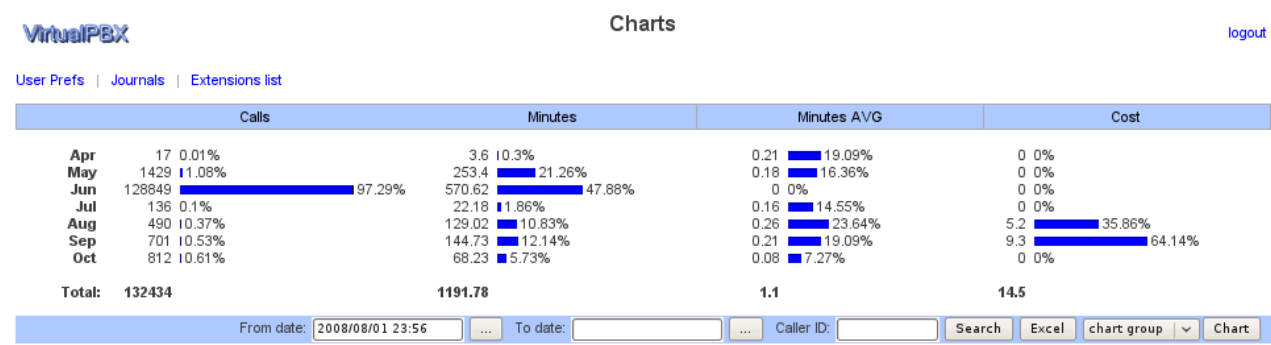 VirtualPBX
Charts
logout
User Prefs | Journals | Extensions list
Calls Minutes Minutes AVG Cost
Apr 17 0.01% 3.6 0.3% 0.21 19.09% 0 0%
May 1429 1.08% 253.4 21.26% 0.18 16.36% 0 0%
Jun 128849 97.29% 570.62 47.88% 0 0% 0 0%
Jul 136 0.1% 22.18 1.86% 0.16 14.55% 0 0%
Aug 490 0.37% 129.02 10.83% 0.26 23.64% 5.2 35.86%
Sep 701 0.53% 144.73 12.14% 0.21 19.09% 9.3 64.14%
Oct 812 0.61% 68.23 5.73% 0.08 7.27% 0 0%
Total: 132434 1191.78 1.1 14.5
From date: 2008/08/01 23:56 ... To date: ... Caller ID: Search Excel chart group Chart